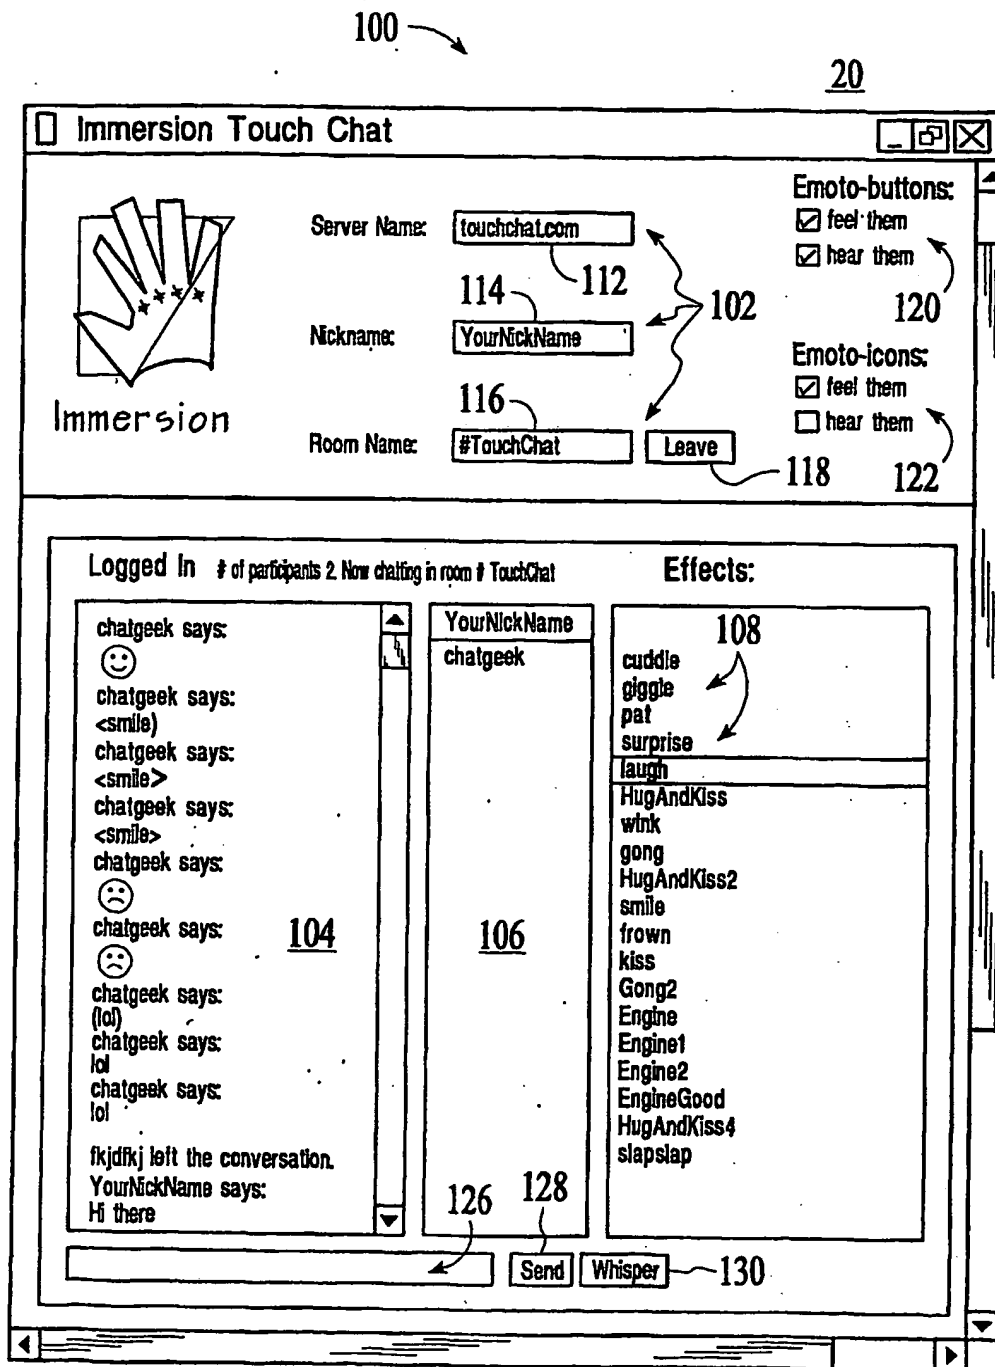 100
20
Immersion Touch Chat
Emoto-buttons:
feel them
hear them
120
Server Name: touchchat.com
112
102
114
Nickname: YourNickName
Emoto-icons:
feel them
hear them
122
116
Room Name: #TouchChat Leave
118
Immersion
Logged In # of participants 2. Now chatting in room # TouchChat
Effects:
chatgeek says:
chatgeek says:
<smile)
chatgeek says:
<smile>
chatgeek says:
<smile>
chatgeek says:
chatgeek says:
chatgeek says:
(lol)
chatgeek says:
lol
chatgeek says:
lol
fkjdfkj left the conversation.
YourNickName says:
Hi there
104
YourNickName
chatgeek
106
108
cuddle
giggle
pat
surprise
laugh
HugAndKiss
wink
gong
HugAndKiss2
smile
frown
kiss
Gong2
Engine
Engine1
Engine2
EngineGood
HugAndKiss4
slapslap
126
128
Send Whisper 130